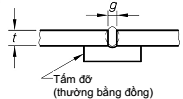 g
t
Tấm đỡ
(thường bằng đồng)